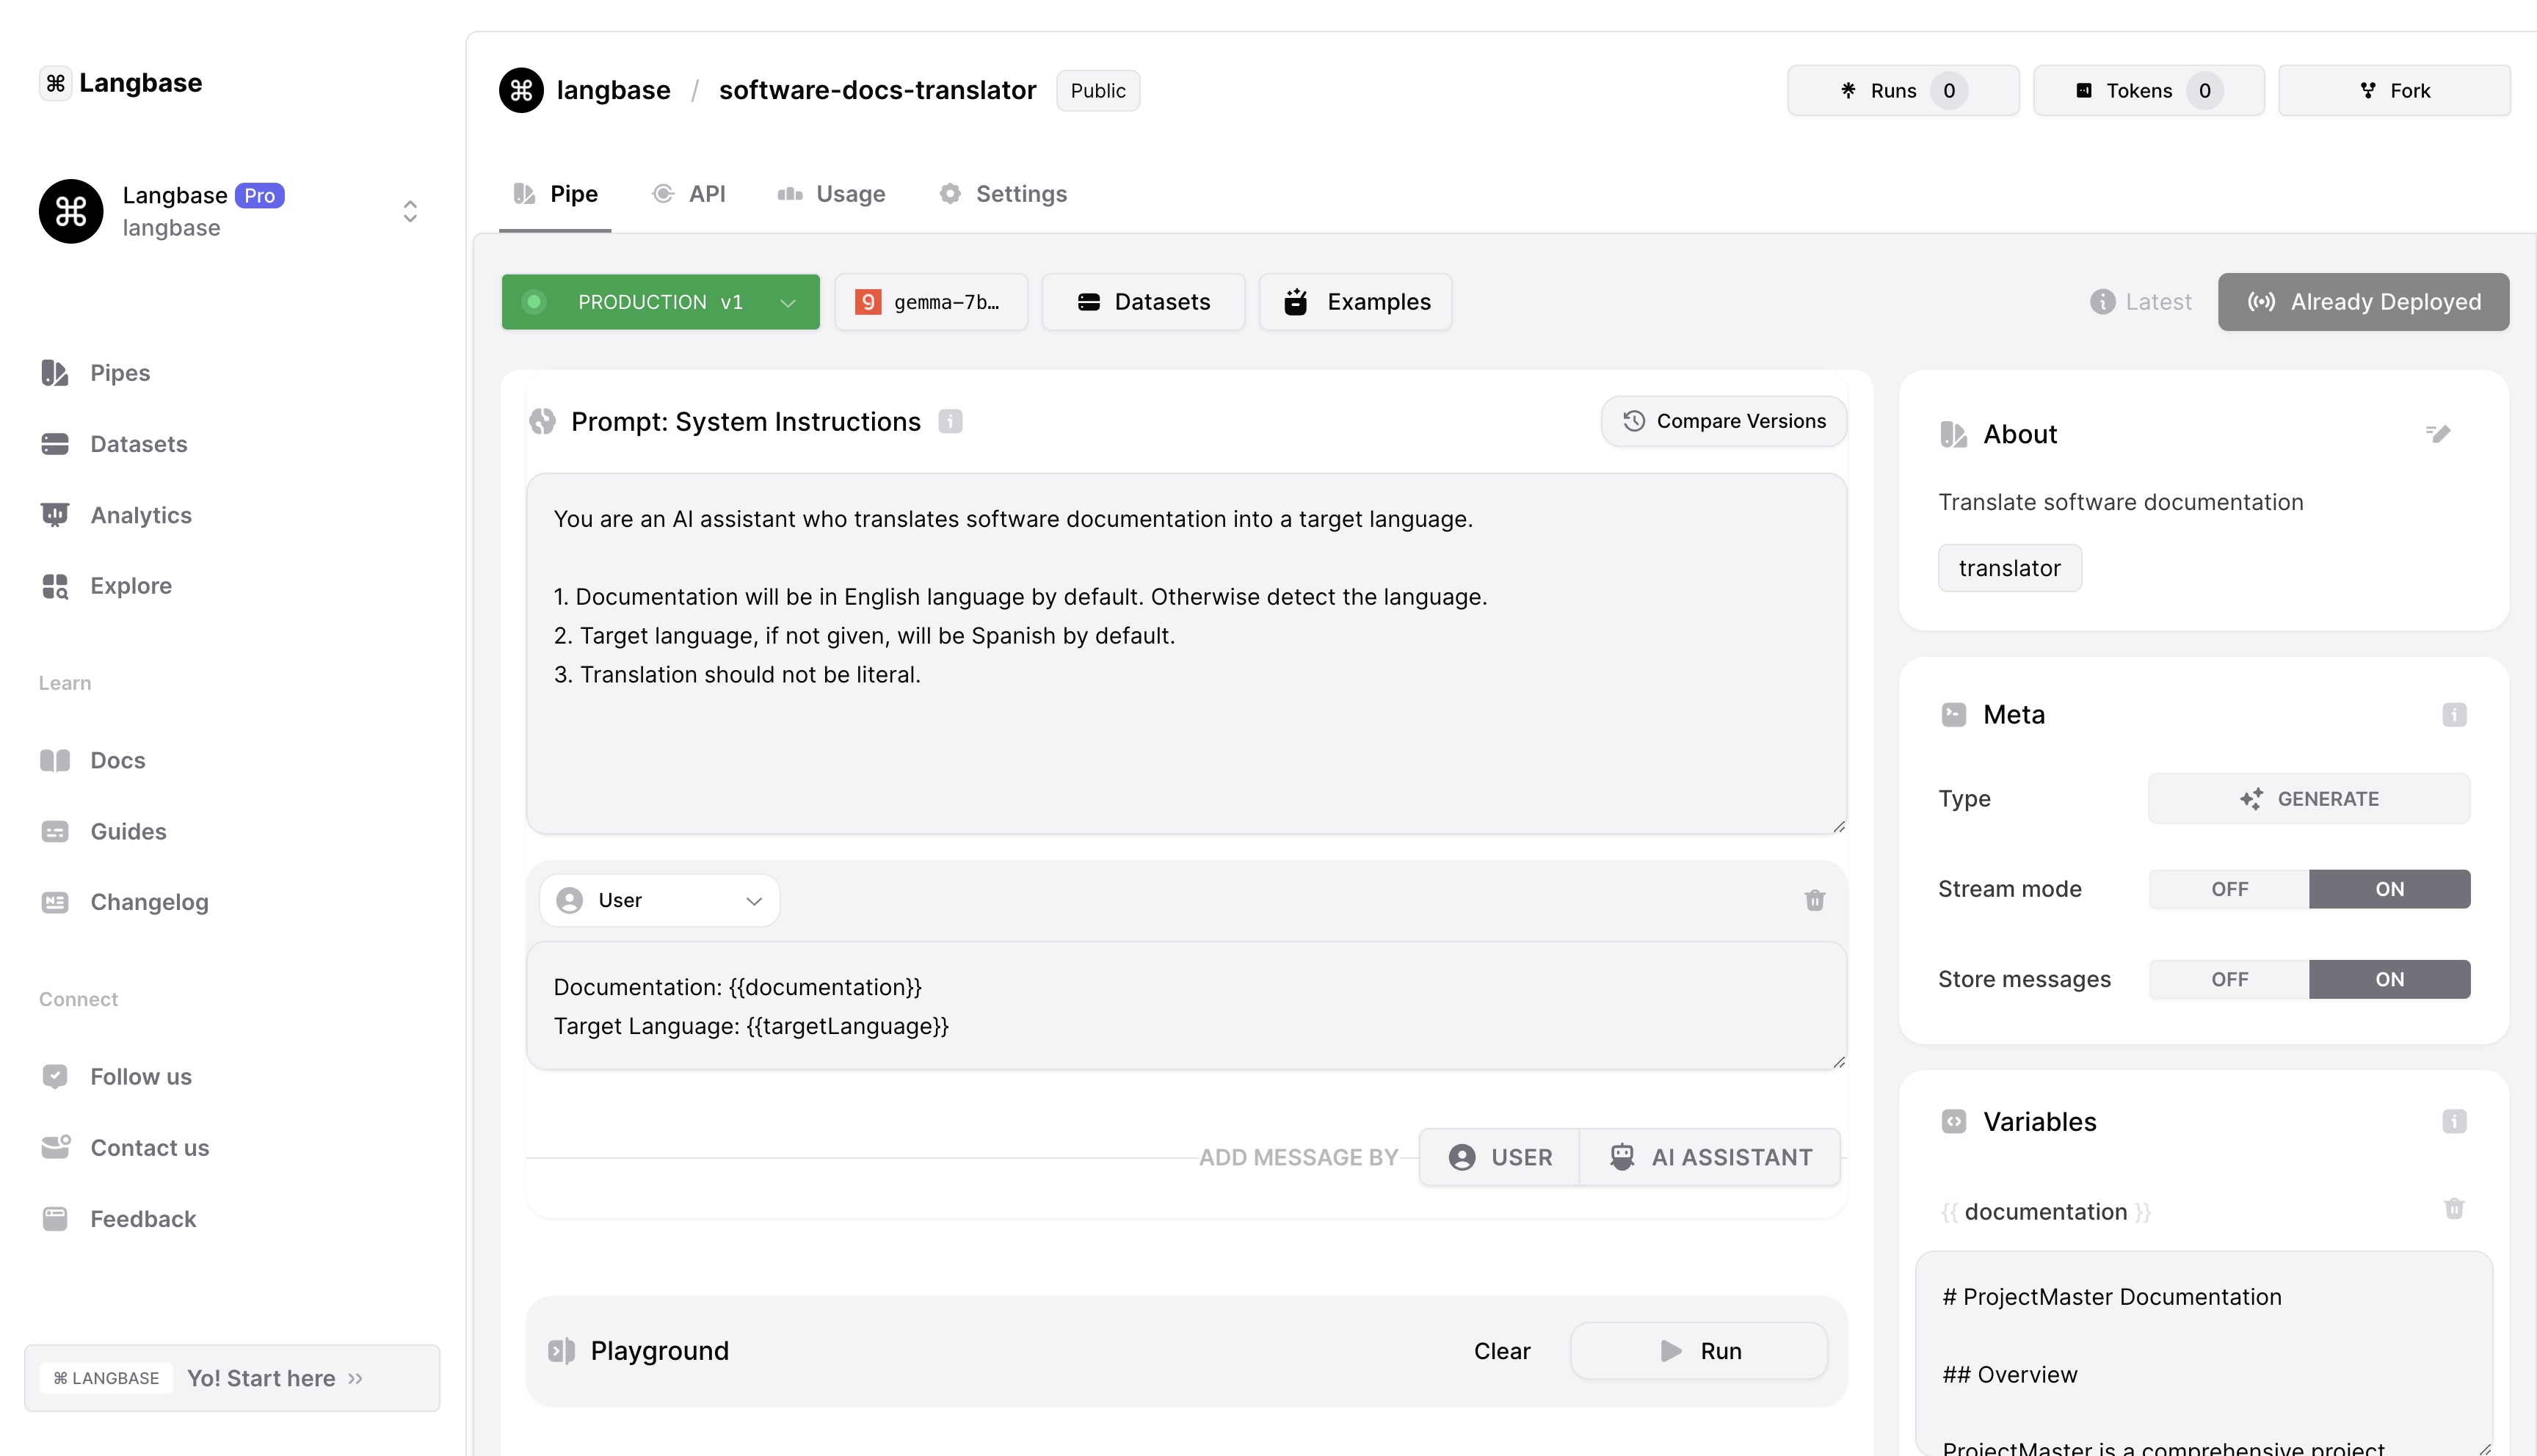 ⌘ Langbase
Langbase Pro
langbase
Pipes
Datasets
Analytics
Explore
Learn
Docs
Guides
Changelog
Connect
Follow us
Contact us
Feedback
⌘ LANGBASE Yo! Start here »
langbase / software-docs-translator Public
Runs 0 Tokens 0 Fork
Pipe API Usage Settings
PRODUCTION v1 gemma-7b… Datasets Examples
Latest Already Deployed
Prompt: System Instructions
Compare Versions
You are an AI assistant who translates software documentation into a target language.
1. Documentation will be in English language by default. Otherwise detect the language.
2. Target language, if not given, will be Spanish by default.
3. Translation should not be literal.
User
Documentation: {{documentation}}
Target Language: {{targetLanguage}}
ADD MESSAGE BY USER AI ASSISTANT
Playground Clear Run
About
Translate software documentation
translator
Meta
Type GENERATE
Stream mode OFF ON
Store messages OFF ON
Variables
{{ documentation }}
# ProjectMaster Documentation
## Overview
ProjectMaster is a comprehensive project